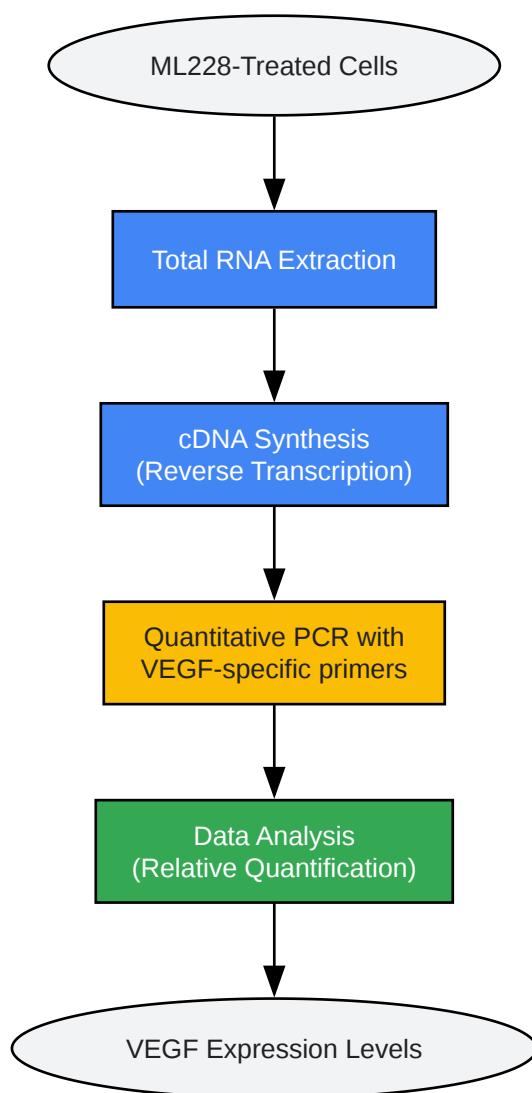 ML228-Treated Cells
Total RNA Extraction
cDNA Synthesis
(Reverse Transcription)
Quantitative PCR with
VEGF-specific primers
Data Analysis
(Relative Quantification)
VEGF Expression Levels